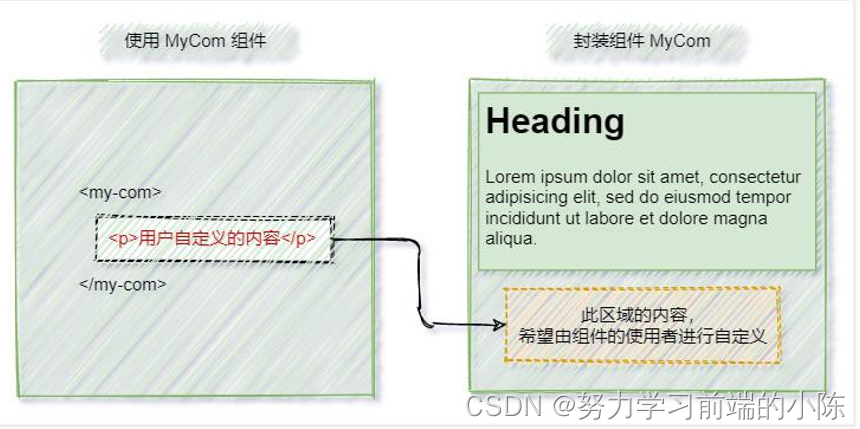 使用 MyCom 组件
封装组件 MyCom
<my-com>
<p>用户自定义的内容</p>
</my-com>
Heading
Lorem ipsum dolor sit amet, consectetur
adipisicing elit, sed do eiusmod tempor
incididunt ut labore et dolore magna
aliqua.
此区域的内容，
希望由组件的使用者进行自定义
CSDN @努力学习前端的小陈